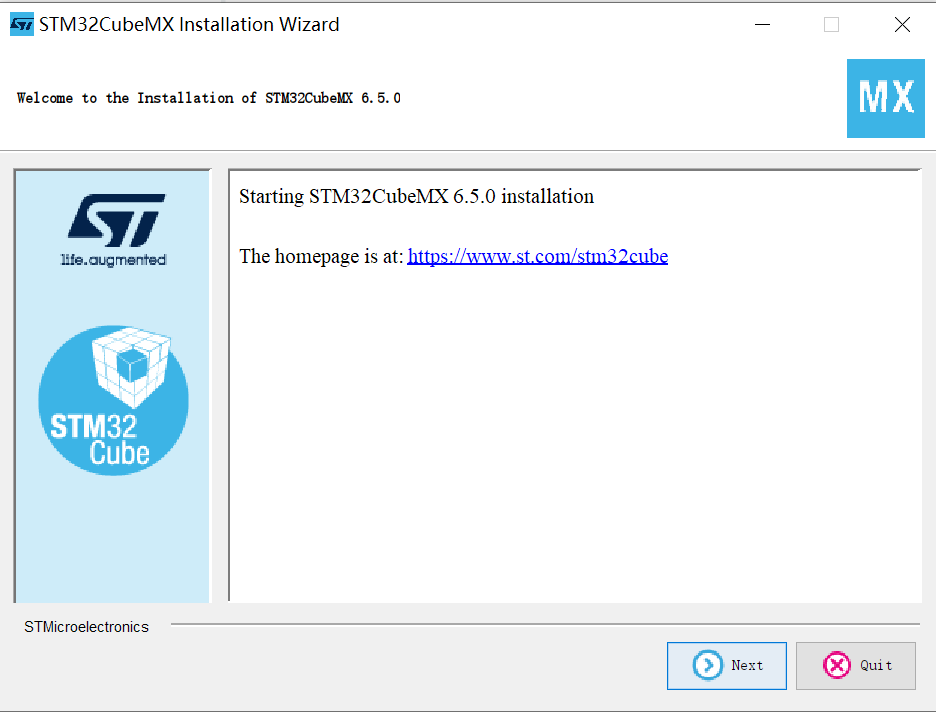 STM32CubeMX Installation Wizard
Welcome to the Installation of STM32CubeMX 6.5.0
MX
ST
life.augmented
STM32
Cube
Starting STM32CubeMX 6.5.0 installation
The homepage is at: https://www.st.com/stm32cube
STMicroelectronics
Next
Quit